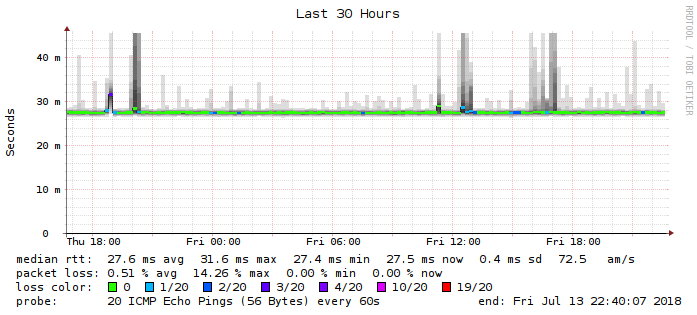 Last 30 Hours
RRDTOOL / TOBI OETIKER
Seconds
40 m
30 m
20 m
10 m
0
Thu 18:00 Fri 00:00 Fri 06:00 Fri 12:00 Fri 18:00
median rtt: 27.6 ms avg 31.6 ms max 27.4 ms min 27.5 ms now 0.4 ms sd 72.5 am/s
packet loss: 0.51 % avg 14.26 % max 0.00 % min 0.00 % now
loss color: 0 1/20 2/20 3/20 4/20 10/20 19/20
probe: 20 ICMP Echo Pings (56 Bytes) every 60s end: Fri Jul 13 22:40:07 2018